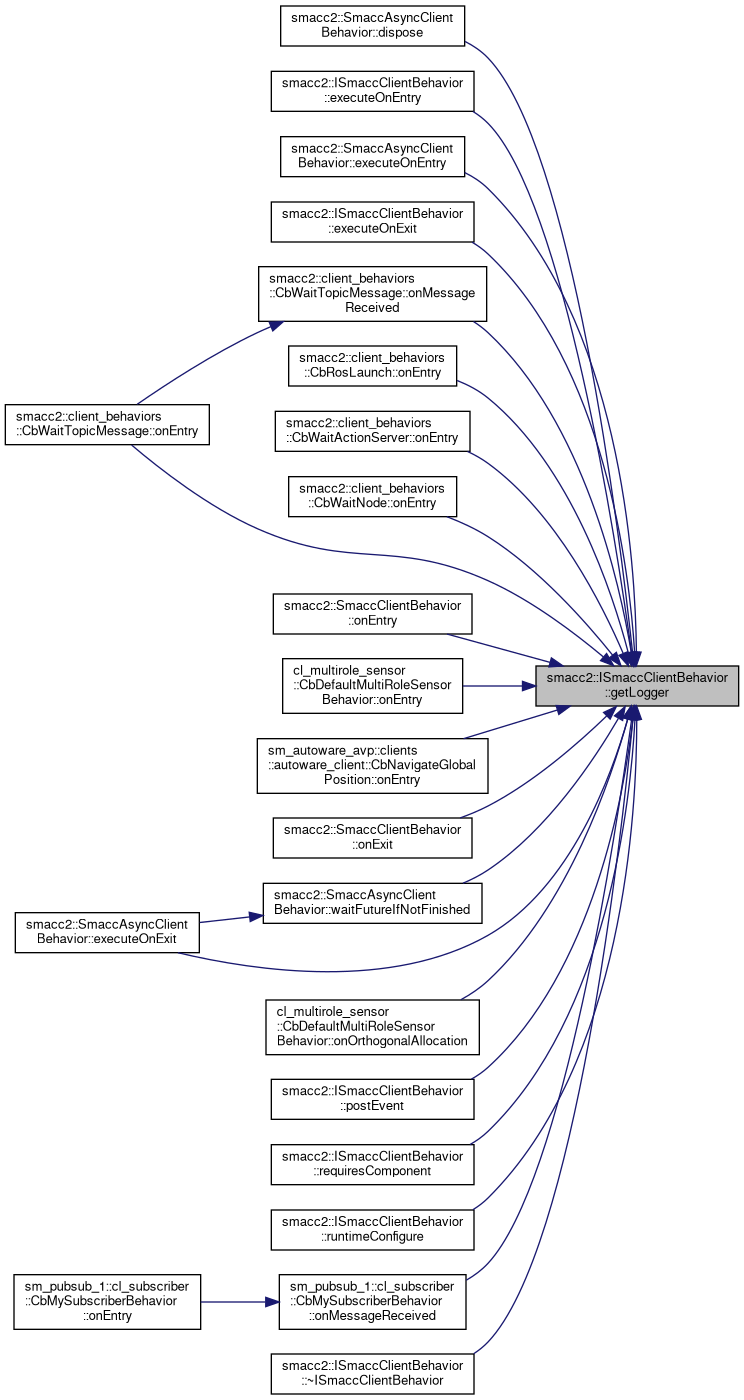 smacc2::SmaccAsyncClient
Behavior::dispose
smacc2::ISmaccClientBehavior
::executeOnEntry
smacc2::SmaccAsyncClient
Behavior::executeOnEntry
smacc2::ISmaccClientBehavior
::executeOnExit
smacc2::client_behaviors
::CbWaitTopicMessage::onMessage
Received
smacc2::client_behaviors
::CbRosLaunch::onEntry
smacc2::client_behaviors
::CbWaitTopicMessage::onEntry
smacc2::client_behaviors
::CbWaitActionServer::onEntry
smacc2::client_behaviors
::CbWaitNode::onEntry
smacc2::SmaccClientBehavior
::onEntry
cl_multirole_sensor
::CbDefaultMultiRoleSensor
Behavior::onEntry
smacc2::ISmaccClientBehavior
::getLogger
sm_autoware_avp::clients
::autoware_client::CbNavigateGlobal
Position::onEntry
smacc2::SmaccClientBehavior
::onExit
smacc2::SmaccAsyncClient
Behavior::waitFutureIfNotFinished
smacc2::SmaccAsyncClient
Behavior::executeOnExit
cl_multirole_sensor
::CbDefaultMultiRoleSensor
Behavior::onOrthogonalAllocation
smacc2::ISmaccClientBehavior
::postEvent
smacc2::ISmaccClientBehavior
::requiresComponent
smacc2::ISmaccClientBehavior
::runtimeConfigure
sm_pubsub_1::cl_subscriber
::CbMySubscriberBehavior
::onEntry
sm_pubsub_1::cl_subscriber
::CbMySubscriberBehavior
::onMessageReceived
smacc2::ISmaccClientBehavior
::~ISmaccClientBehavior